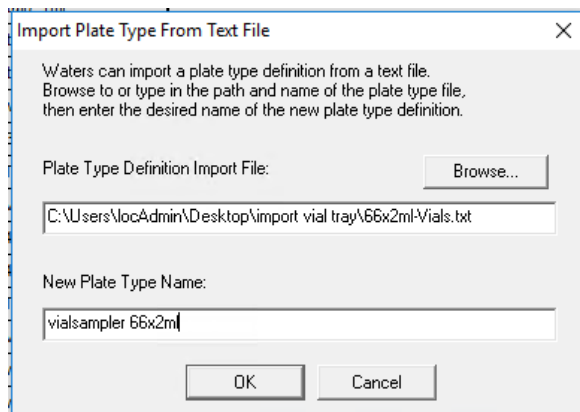 Import Plate Type From Text File
Waters can import a plate type definition from a text file.
Browse to or type in the path and name of the plate type file,
then enter the desired name of the new plate type definition.
Plate Type Definition Import File:
Browse...
C:\Users\locAdmin\Desktop\import vial tray\66x2ml-Vials.txt
New Plate Type Name:
vialsampler 66x2ml
OK
Cancel